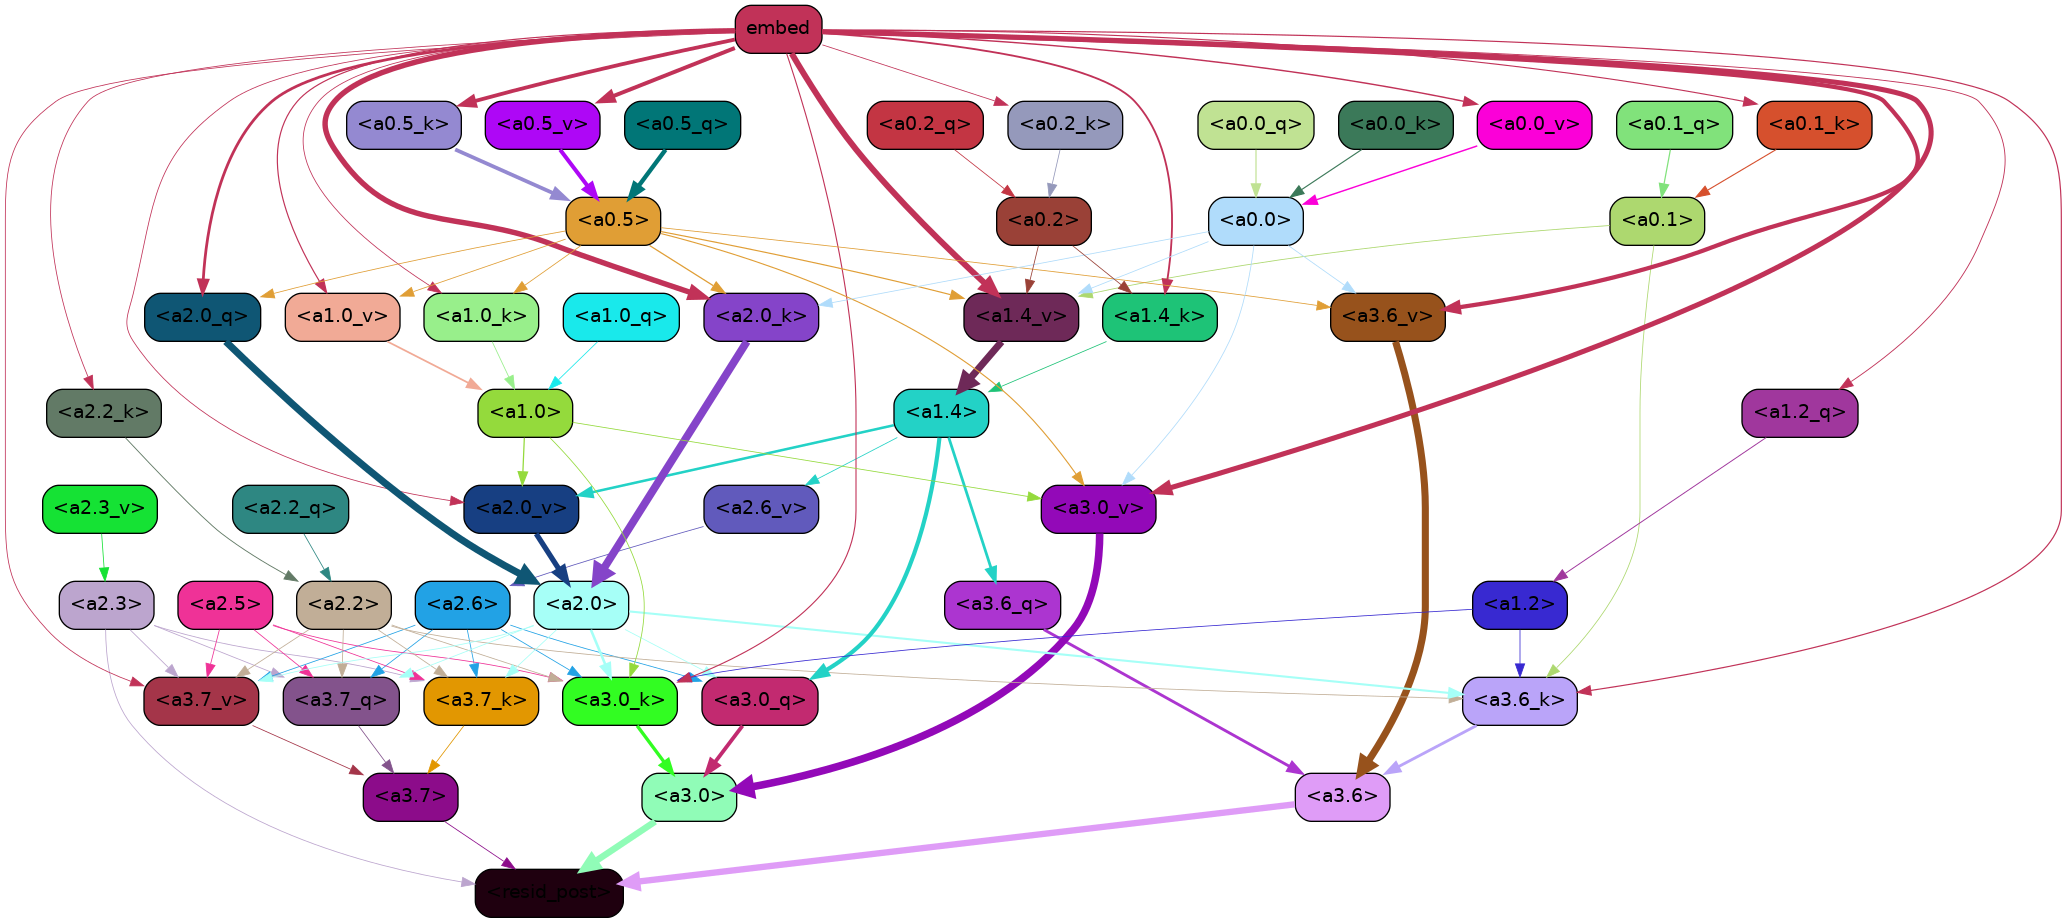 embed
<a0.5_k>
<a0.5_v>
<a0.5_q>
<a0.2_q>
<a0.2_k>
<a0.0_q>
<a0.0_k>
<a0.0_v>
<a0.1_q>
<a0.1_k>
<a0.5>
<a0.2>
<a0.0>
<a0.1>
<a2.0_q>
<a1.0_v>
<a1.0_k>
<a1.0_q>
<a2.0_k>
<a1.4_v>
<a1.4_k>
<a3.6_v>
<a2.2_k>
<a1.0>
<a1.4>
<a1.2_q>
<a2.3_v>
<a2.2_q>
<a2.0_v>
<a2.6_v>
<a3.0_v>
<a2.3>
<a2.5>
<a2.2>
<a2.6>
<a2.0>
<a3.6_q>
<a1.2>
<a3.7_v>
<a3.7_q>
<a3.7_k>
<a3.0_k>
<a3.0_q>
<a3.6_k>
<a3.7>
<a3.0>
<a3.6>
<resid_post>